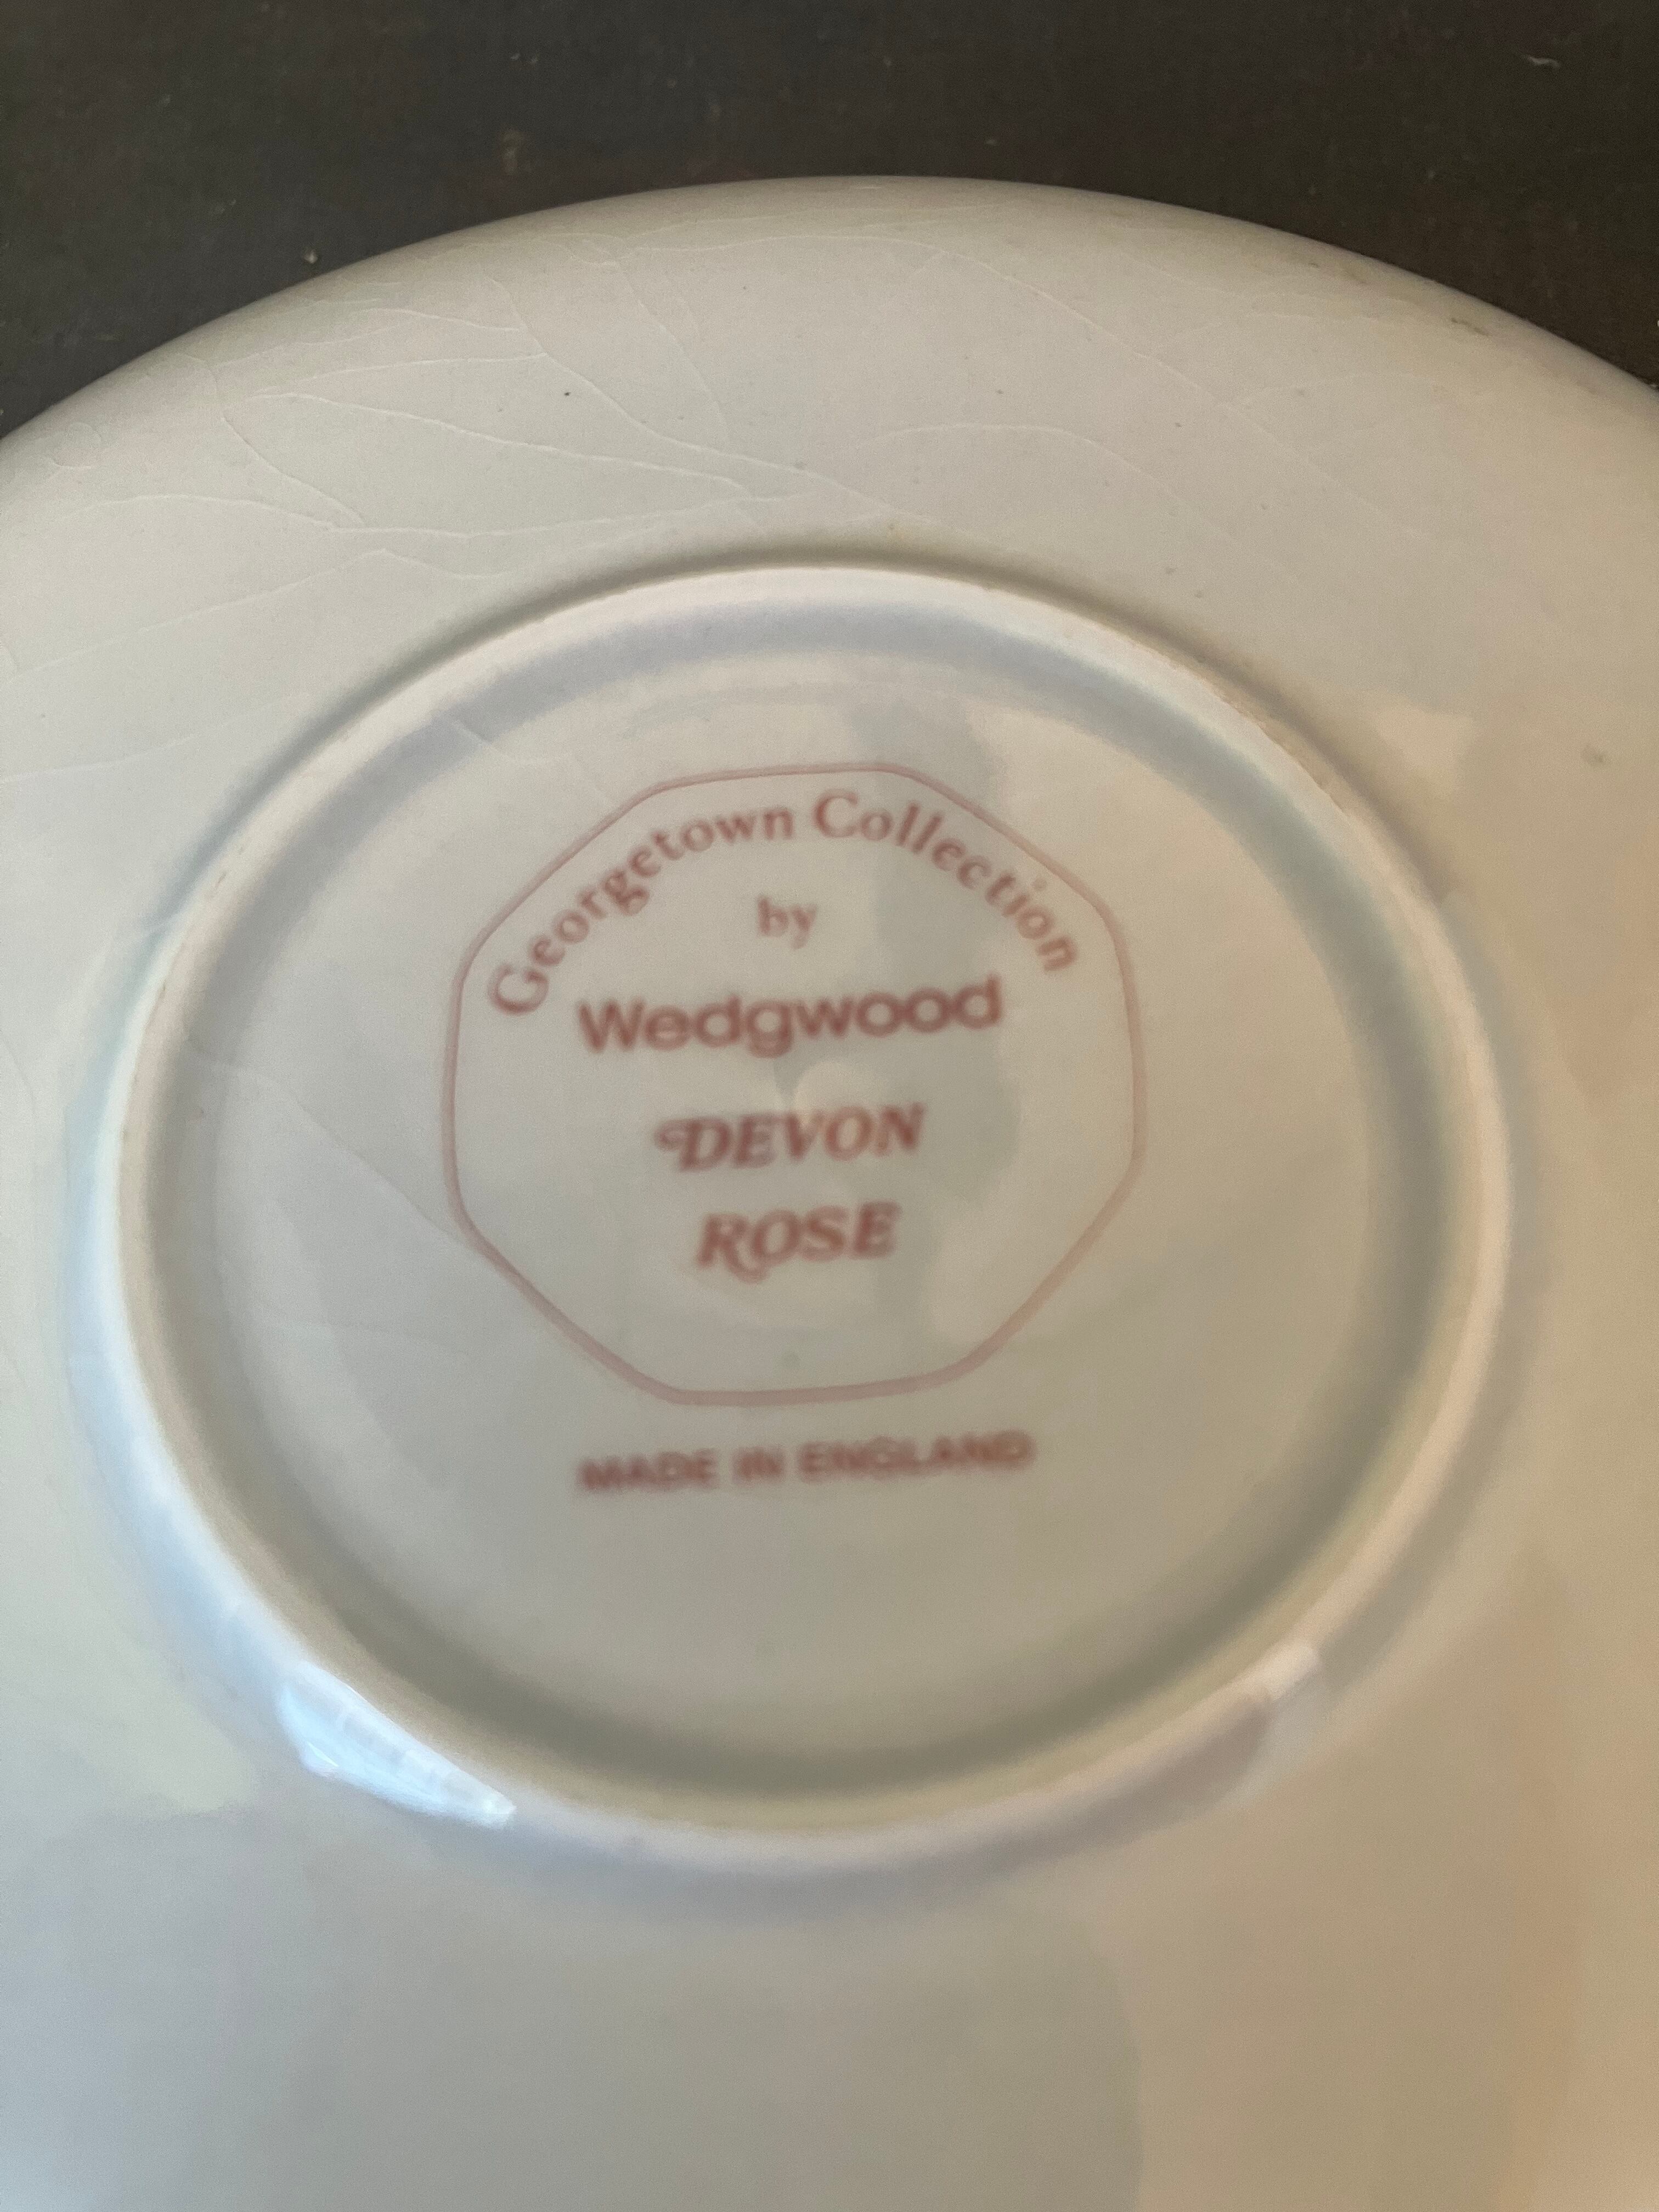 Georgetown Collection
by
Wedgwood
DEVON
ROSE
MADE IN ENGLAND